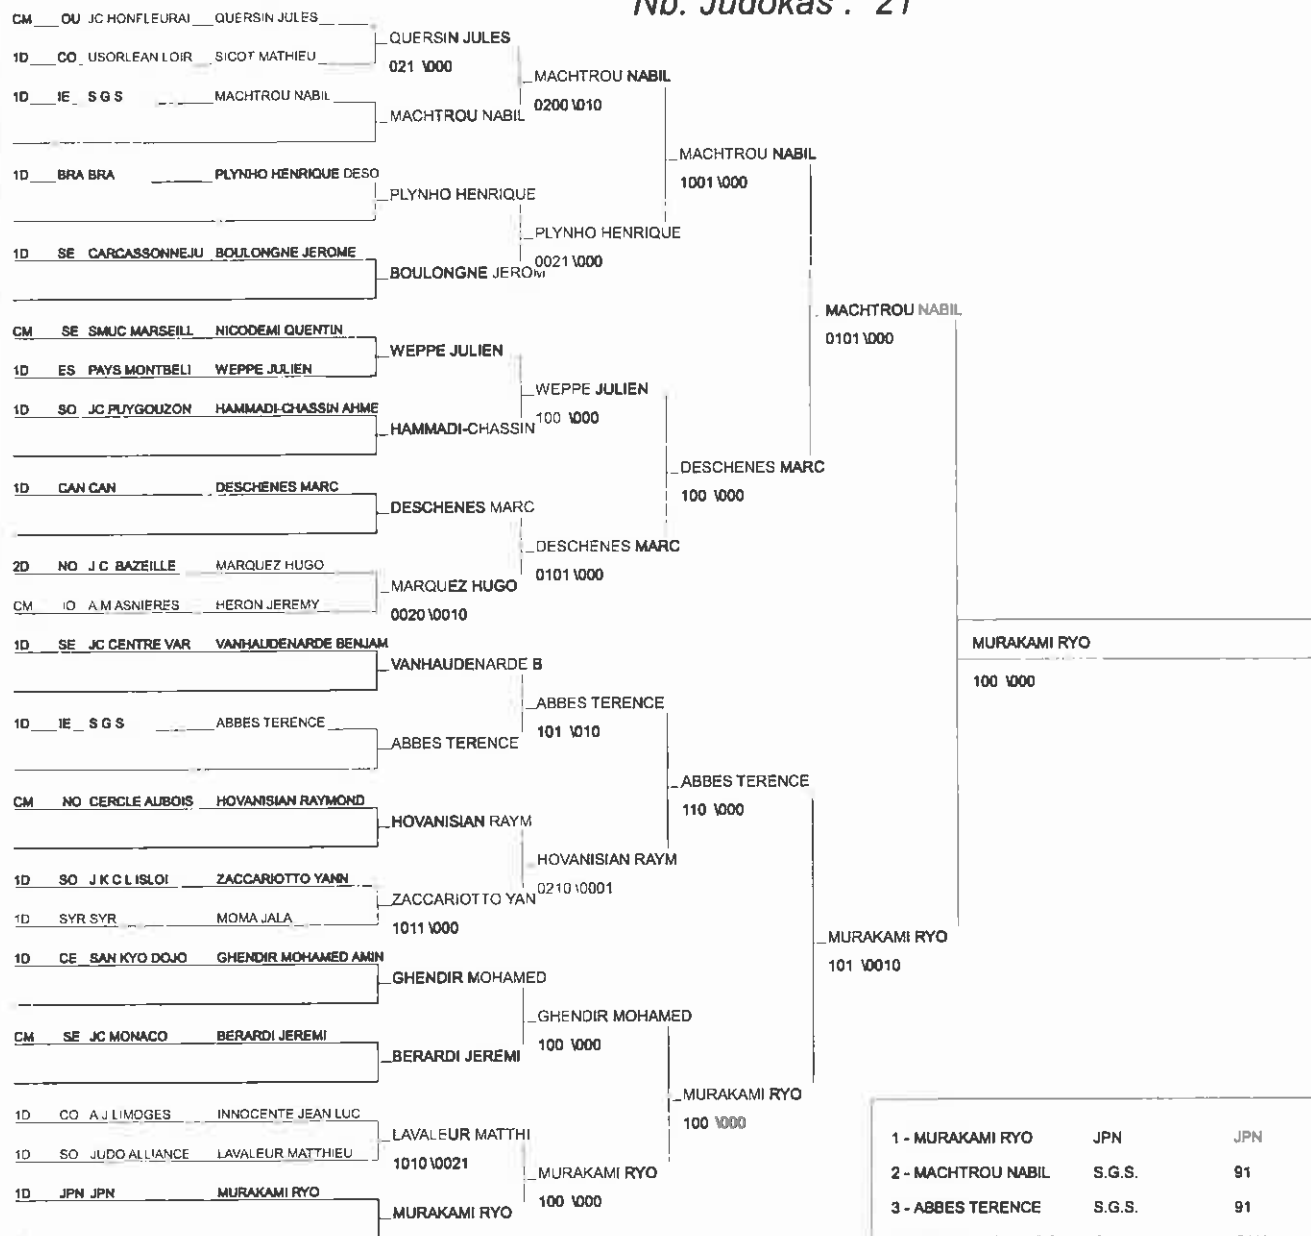 Nb. Judokas : 21
CM OU JC HONFLEURAI QUERSIN JULES
QUERSIN JULES
1D CO USORLEAN LOIR SICOT MATHIEU
021 \000
MACHTROU NABIL
1D IE S G S MACHTROU NABIL
0200 \010
MACHTROU NABIL
MACHTROU NABIL
1001 \000
1D BRA BRA PLYNHO HENRIQUE DESO
PLYNHO HENRIQUE
PLYNHO HENRIQUE
1D SE CARCASSONNEJU BOULONGNE JEROME
0021 \000
BOULONGNE JEROM
MACHTROU NABIL
CM SE SMUC MARSEILL NICODEMI QUENTIN
0101 \000
WEPPE JULIEN
1D ES PAYS MONTBELI WEPPE JULIEN
WEPPE JULIEN
1D SO JC PUYGOUZON HAMMADI-CHASSIN AHME
100 \000
HAMMADI-CHASSIN
DESCHENES MARC
1D CAN CAN DESCHENES MARC
100 \000
DESCHENES MARC
DESCHENES MARC
2D NO J C BAZEILLE MARQUEZ HUGO
0101 \000
MARQUEZ HUGO
CM IO A.M ASNIERES HERON JEREMY
0020 \0010
1D SE JC CENTRE VAR VANHAUDENARDE BENJAM
MURAKAMI RYO
VANHAUDENARDE B
100 \000
ABBES TERENCE
1D IE S G S ABBES TERENCE
101 \010
ABBES TERENCE
ABBES TERENCE
CM NO CERCLE AUBOIS HOVANISIAN RAYMOND
110 \000
HOVANISIAN RAYM
HOVANISIAN RAYM
1D SO J K C L ISLOI ZACCARIOTTO YANN
0210 \0001
ZACCARIOTTO YAN
1D SYR SYR MOMA JALA
1011 \000
MURAKAMI RYO
1D CE SAN KYO DOJO GHENDIR MOHAMED AMIN
101 \0010
GHENDIR MOHAMED
GHENDIR MOHAMED
1D
CM SE JC MONACO BERARDI JEREMI
100 \000
BERARDI JEREMI
MURAKAMI RYO
1D CO A J LIMOGES INNOCENTE JEAN LUC
100 \000
LAVALEUR MATTHI
1D SO JUDO ALLIANCE LAVALEUR MATTHIEU
1010 \0021
MURAKAMI RYO
1D JPN JPN MURAKAMI RYO
100 \000
MURAKAMI RYO
1 - MURAKAMI RYO JPN JPN
2 - MACHTROU NABIL S.G.S. 91
3 - ABBES TERENCE S.G.S. 91